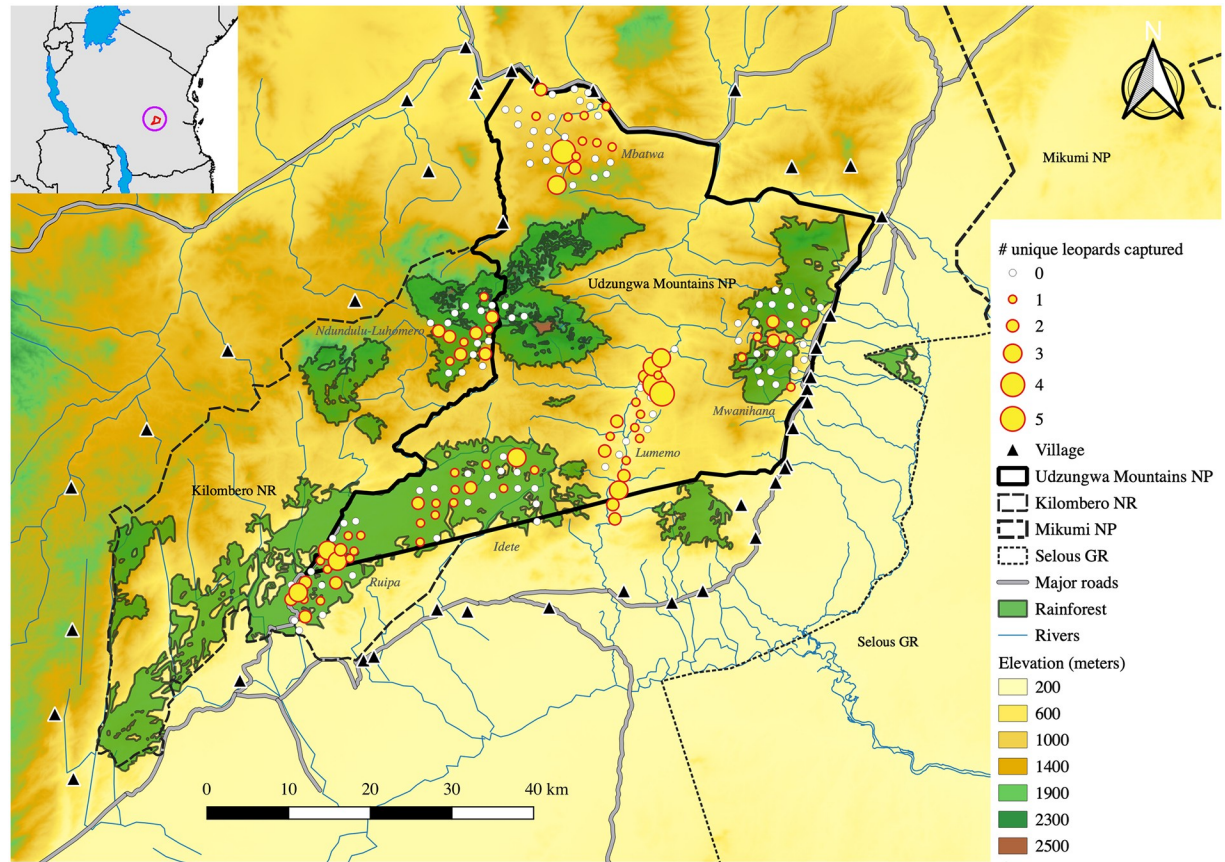 N
Mikumi NP
Mbatwa
Udzungwa Mountains NP
Ndundulu-Luhomero
Mwanihana
Lumemo
Kilombero NR
Idete
Ruipa
Selous GR
0 10 20 30 40 km
# unique leopards captured
0
1
2
3
4
5
Village
Udzungwa Mountains NP
Kilombero NR
Mikumi NP
Selous GR
Major roads
Rainforest
Rivers
Elevation (meters)
200
600
1000
1400
1900
2300
2500